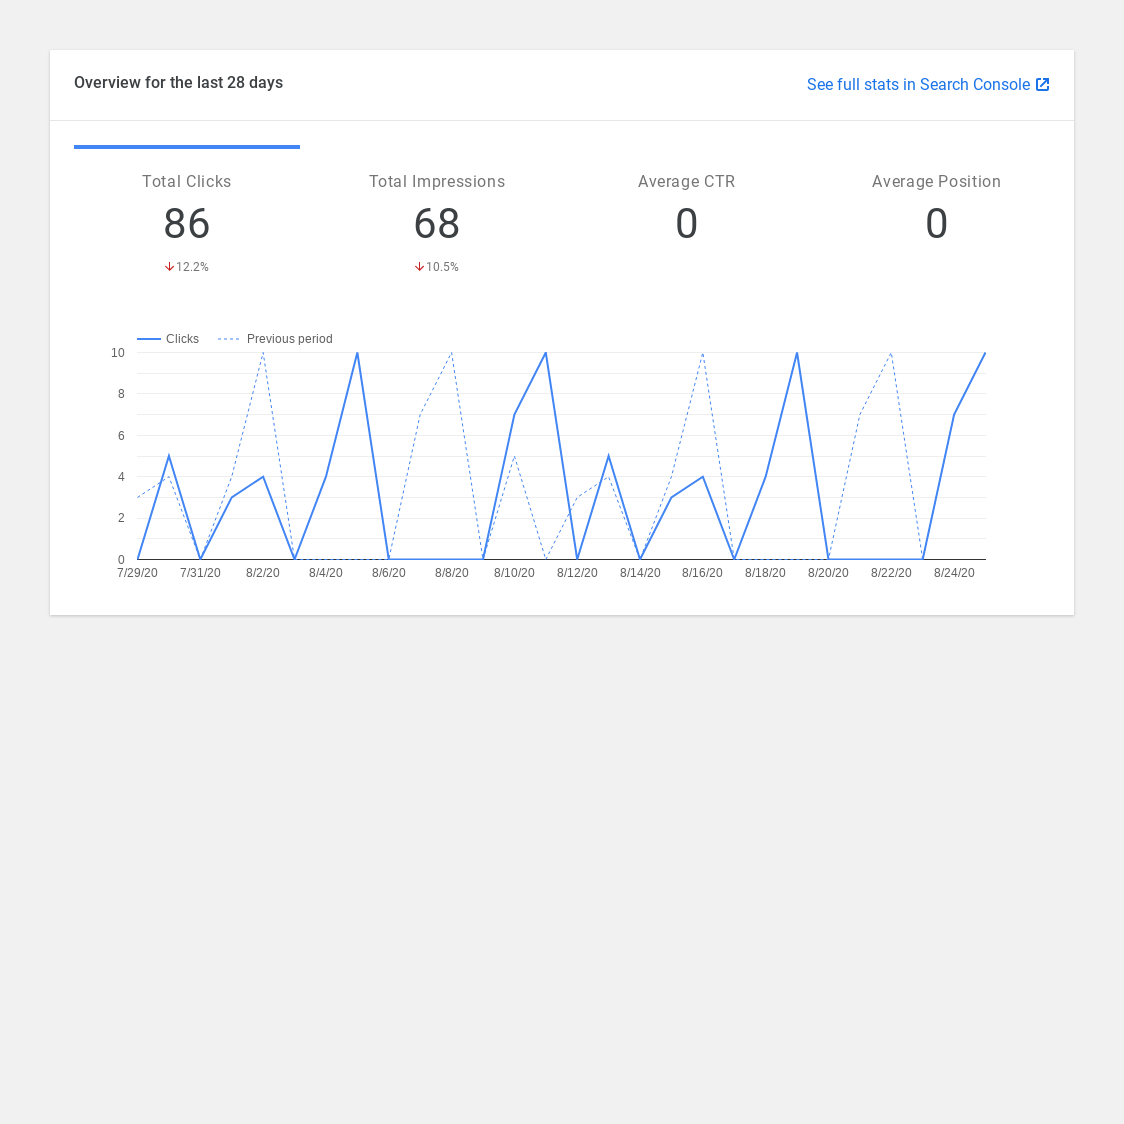 Overview for the last 28 days
See full stats in Search Console
Total Clicks
86
12.2%
Total Impressions
68
10.5%
Average CTR
0
Average Position
0
Clicks
Previous period
10
8
6
4
2
0
7/29/20 7/31/20 8/2/20 8/4/20 8/6/20 8/8/20 8/10/20 8/12/20 8/14/20 8/16/20 8/18/20 8/20/20 8/22/20 8/24/20